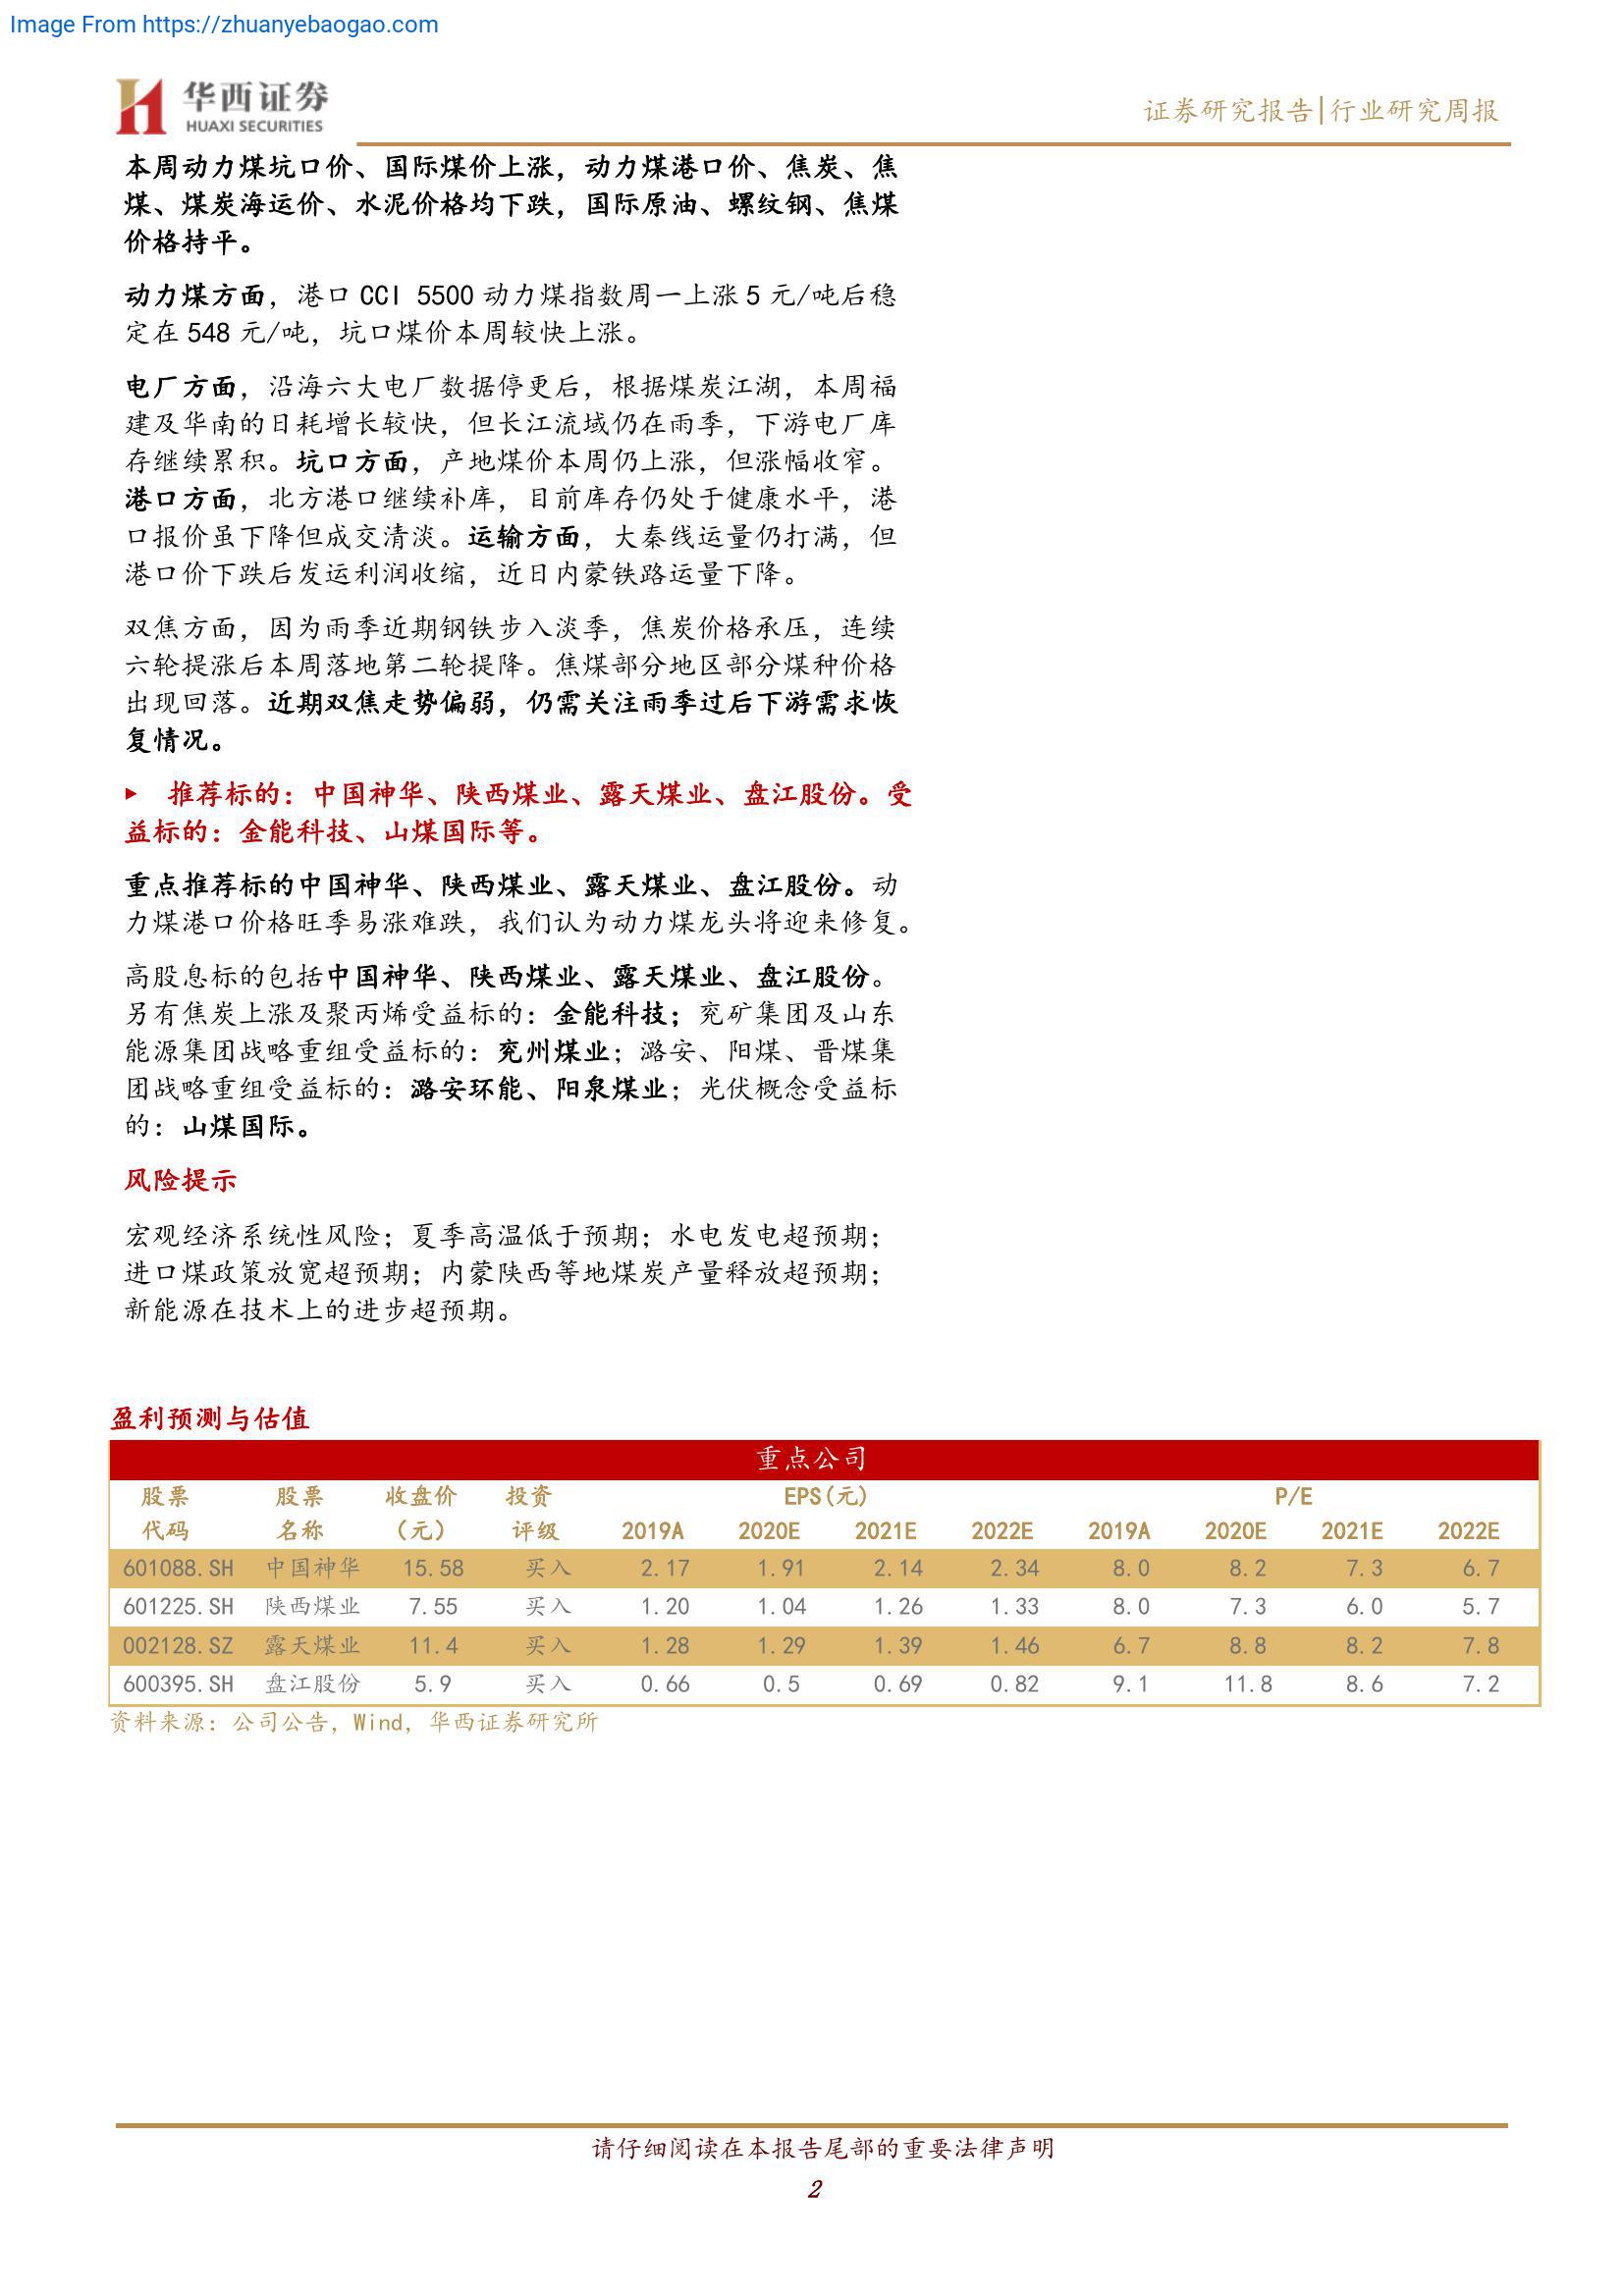 Image From https://zhuanyebaogao.com
华西证券
HUAXI SECURITIES
证券研究报告|行业研究周报
本周动力煤坑口价、国际煤价上涨，动力煤港口价、焦炭、焦
煤、煤炭海运价、水泥价格均下跌，国际原油、螺纹钢、焦煤
价格持平。
动力煤方面，港口 CCI 5500 动力煤指数周一上涨 5 元/吨后稳
定在 548 元/吨，坑口煤价本周较快上涨。
电厂方面，沿海六大电厂数据停更后，根据煤炭江湖，本周福
建及华南的日耗增长较快，但长江流域仍在雨季，下游电厂库
存继续累积。坑口方面，产地煤价本周仍上涨，但涨幅收窄。
港口方面，北方港口继续补库，目前库存仍处于健康水平，港
口报价虽下降但成交清淡。运输方面，大秦线运量仍打满，但
港口价下跌后发运利润收缩，近日内蒙铁路运量下降。
双焦方面，因为雨季近期钢铁步入淡季，焦炭价格承压，连续
六轮提涨后本周落地第二轮提降。焦煤部分地区部分煤种价格
出现回落。近期双焦走势偏弱，仍需关注雨季过后下游需求恢
复情况。
▶ 推荐标的：中国神华、陕西煤业、露天煤业、盘江股份。受
益标的：金能科技、山煤国际等。
重点推荐标的中国神华、陕西煤业、露天煤业、盘江股份。动
力煤港口价格旺季易涨难跌，我们认为动力煤龙头将迎来修复。
高股息标的包括中国神华、陕西煤业、露天煤业、盘江股份。
另有焦炭上涨及聚丙烯受益标的：金能科技；兖矿集团及山东
能源集团战略重组受益标的：兖州煤业；潞安、阳煤、晋煤集
团战略重组受益标的：潞安环能、阳泉煤业；光伏概念受益标
的：山煤国际。
风险提示
宏观经济系统性风险；夏季高温低于预期；水电发电超预期；
进口煤政策放宽超预期；内蒙陕西等地煤炭产量释放超预期；
新能源在技术上的进步超预期。
盈利预测与估值
重点公司
股票 股票 收盘价 投资 EPS(元) P/E
代码 名称 （元） 评级 2019A 2020E 2021E 2022E 2019A 2020E 2021E 2022E
601088.SH 中国神华 15.58 买入 2.17 1.91 2.14 2.34 8.0 8.2 7.3 6.7
601225.SH 陕西煤业 7.55 买入 1.20 1.04 1.26 1.33 8.0 7.3 6.0 5.7
002128.SZ 露天煤业 11.4 买入 1.28 1.29 1.39 1.46 6.7 8.8 8.2 7.8
600395.SH 盘江股份 5.9 买入 0.66 0.5 0.69 0.82 9.1 11.8 8.6 7.2
资料来源：公司公告，Wind，华西证券研究所
请仔细阅读在本报告尾部的重要法律声明
2